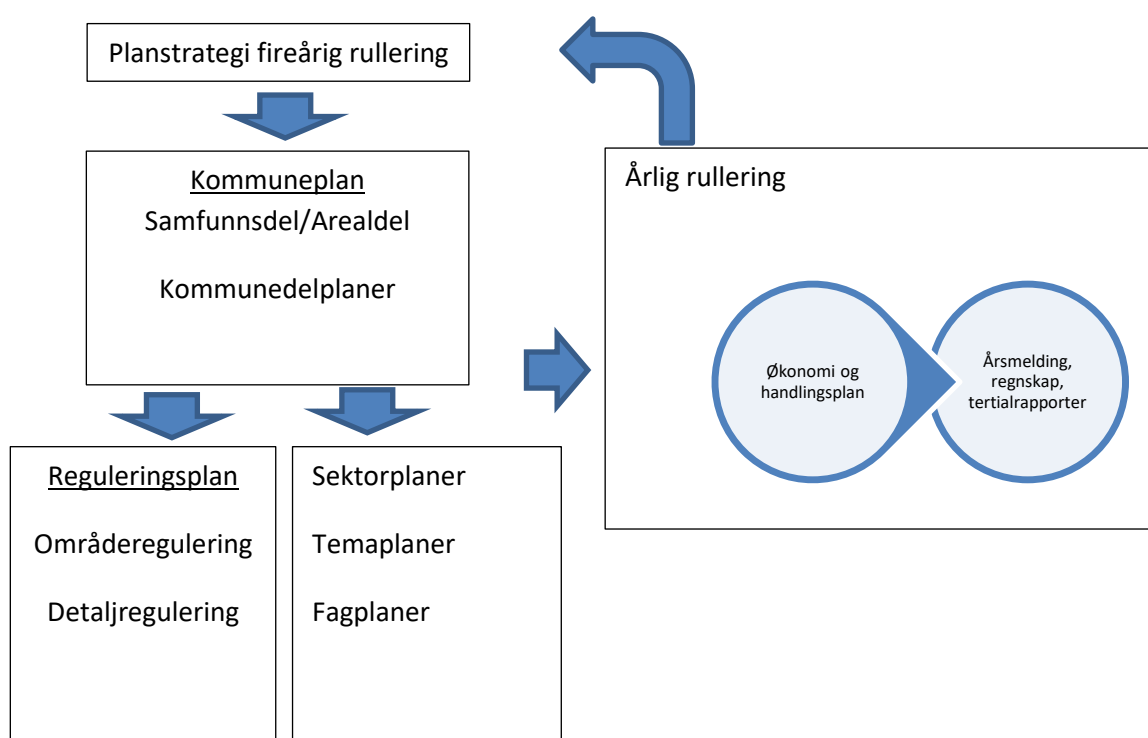 Planstrategi fireårig rullering
Kommuneplan
Samfunnsdel/Arealdel
Kommunedelplaner
Reguleringsplan
Områderegulering
Detaljregulering
Sektorplaner
Temaplaner
Fagplaner
Årlig rullering
Økonomi og
handlingsplan
Årsmelding,
regnskap,
tertialrapporter